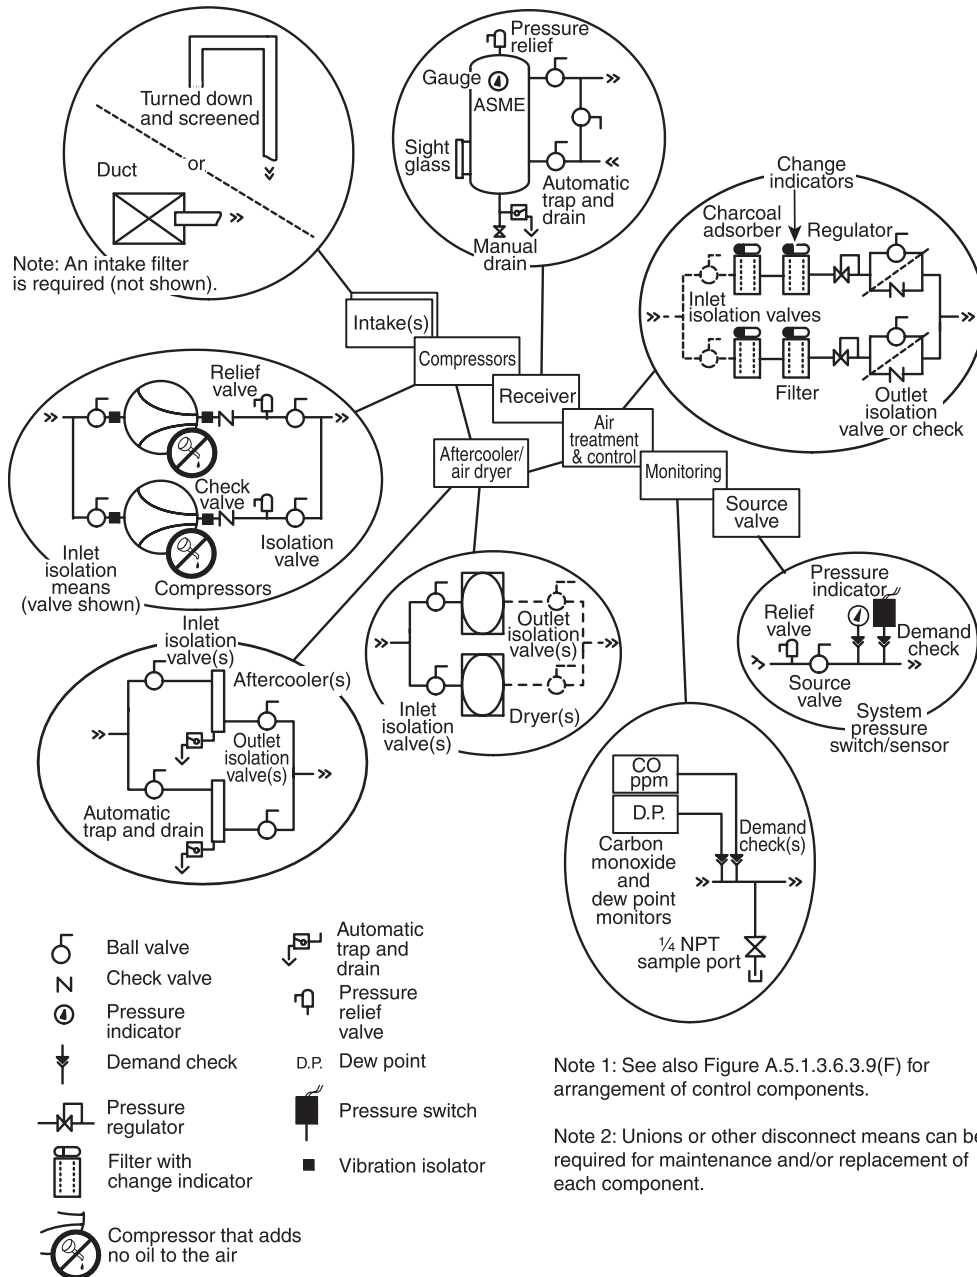 Turned down
and screened
or
Duct
Note: An intake filter
is required (not shown).
Pressure
relief
Gauge
ASME
Sight
glass
Automatic
trap and
drain
Manual
drain
Change
indicators
Charcoal
adsorber
Regulator
Inlet
isolation valves
Filter
Outlet
isolation
valve or check
Intake(s)
Compressors
Receiver
Air
treatment
& control
Aftercooler/
air dryer
Monitoring
Source
valve
Relief
valve
Check
valve
Inlet
isolation
means
(valve shown)
Compressors
Isolation
valve
Inlet
isolation
valve(s)
Aftercooler(s)
Outlet
isolation
valve(s)
Automatic
trap and drain
Outlet
isolation
valve(s)
Inlet
isolation
valve(s)
Dryer(s)
Pressure
indicator
Relief
valve
Demand
check
Source
valve
System
pressure
switch/sensor
CO
ppm
D.P.
Carbon
monoxide
and
dew point
monitors
Demand
check(s)
¼ NPT
sample port
Ball valve
Check valve
Pressure
indicator
Demand check
Pressure
regulator
Filter with
change indicator
Compressor that adds
no oil to the air
Automatic
trap and
drain
Pressure
relief
valve
D.P. Dew point
Pressure switch
Vibration isolator
Note 1: See also Figure A.5.1.3.6.3.9(F) for
arrangement of control components.
Note 2: Unions or other disconnect means can be
required for maintenance and/or replacement of
each component.